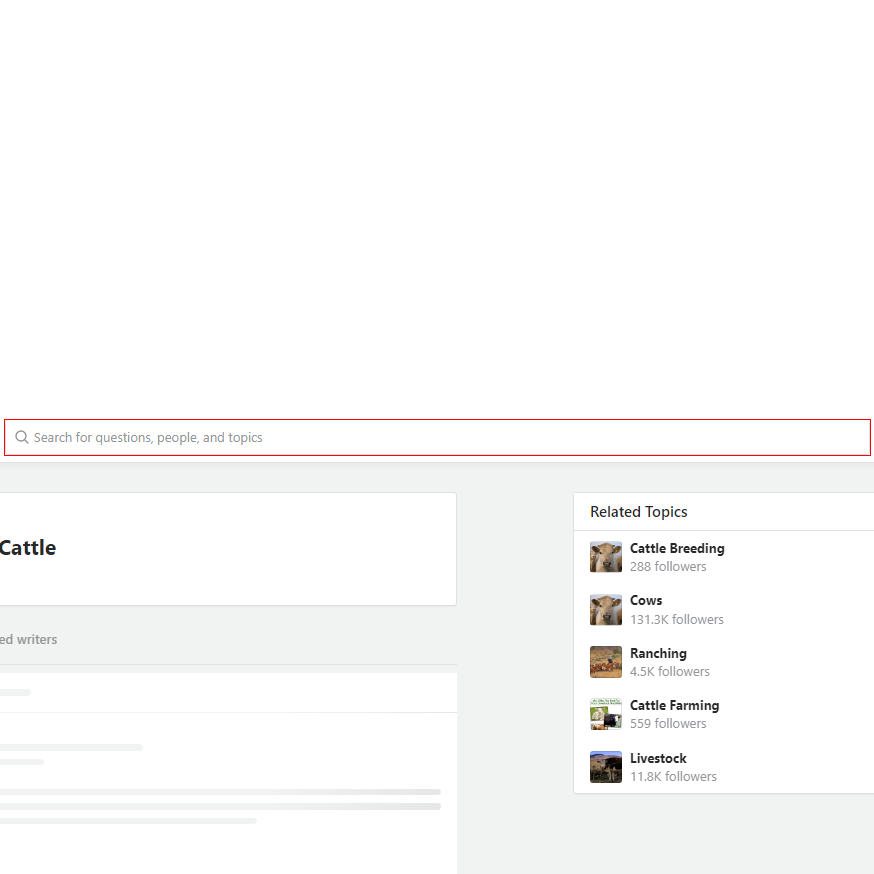 Search for questions, people, and topics
Cattle
ed writers
Related Topics
Cattle Breeding
288 followers
Cows
131.3K followers
Ranching
4.5K followers
Cattle Farming
559 followers
Livestock
11.8K followers